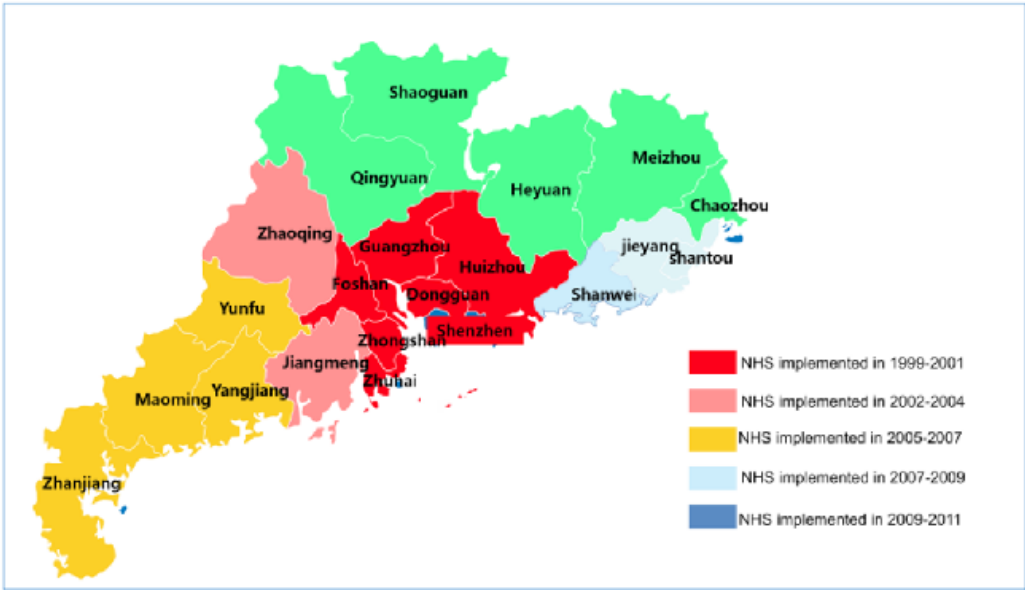 Shaoguan
Meizhou
Qingyuan
Heyuan
Chaozhou
Zhaoqing
Guangzhou
jieyang
shantou
Huizhou
Foshan
Dongguan
Shanwei
Yunfu
Shenzhen
Zhongshan
Jiangmeng
Zhuhai
Yangjiang
Maoming
Zhanjiang
NHS implemented in 1999-2001
NHS implemented in 2002-2004
NHS implemented in 2005-2007
NHS implemented in 2007-2009
NHS implemented in 2009-2011